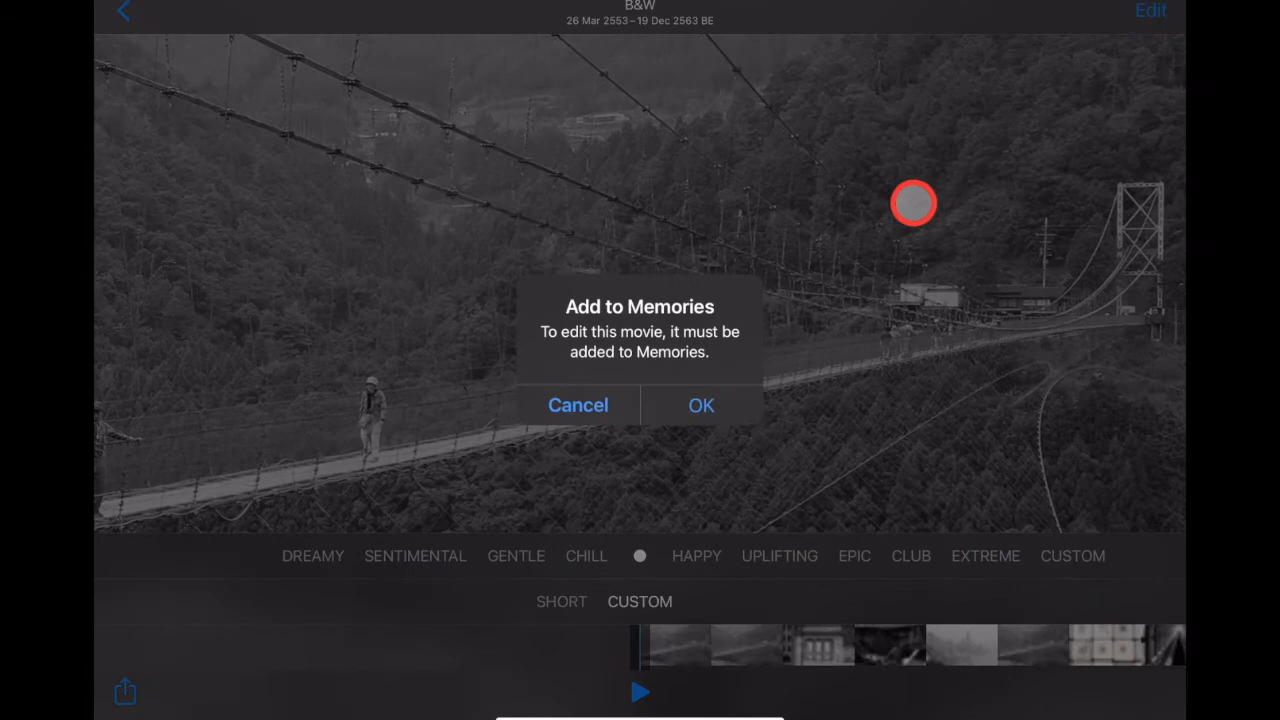 B&W
26 Mar 2553–19 Dec 2563 BE
Edit
Add to Memories
To edit this movie, it must be
added to Memories.
Cancel OK
DREAMY SENTIMENTAL GENTLE CHILL HAPPY UPLIFTING EPIC CLUB EXTREME CUSTOM
SHORT CUSTOM